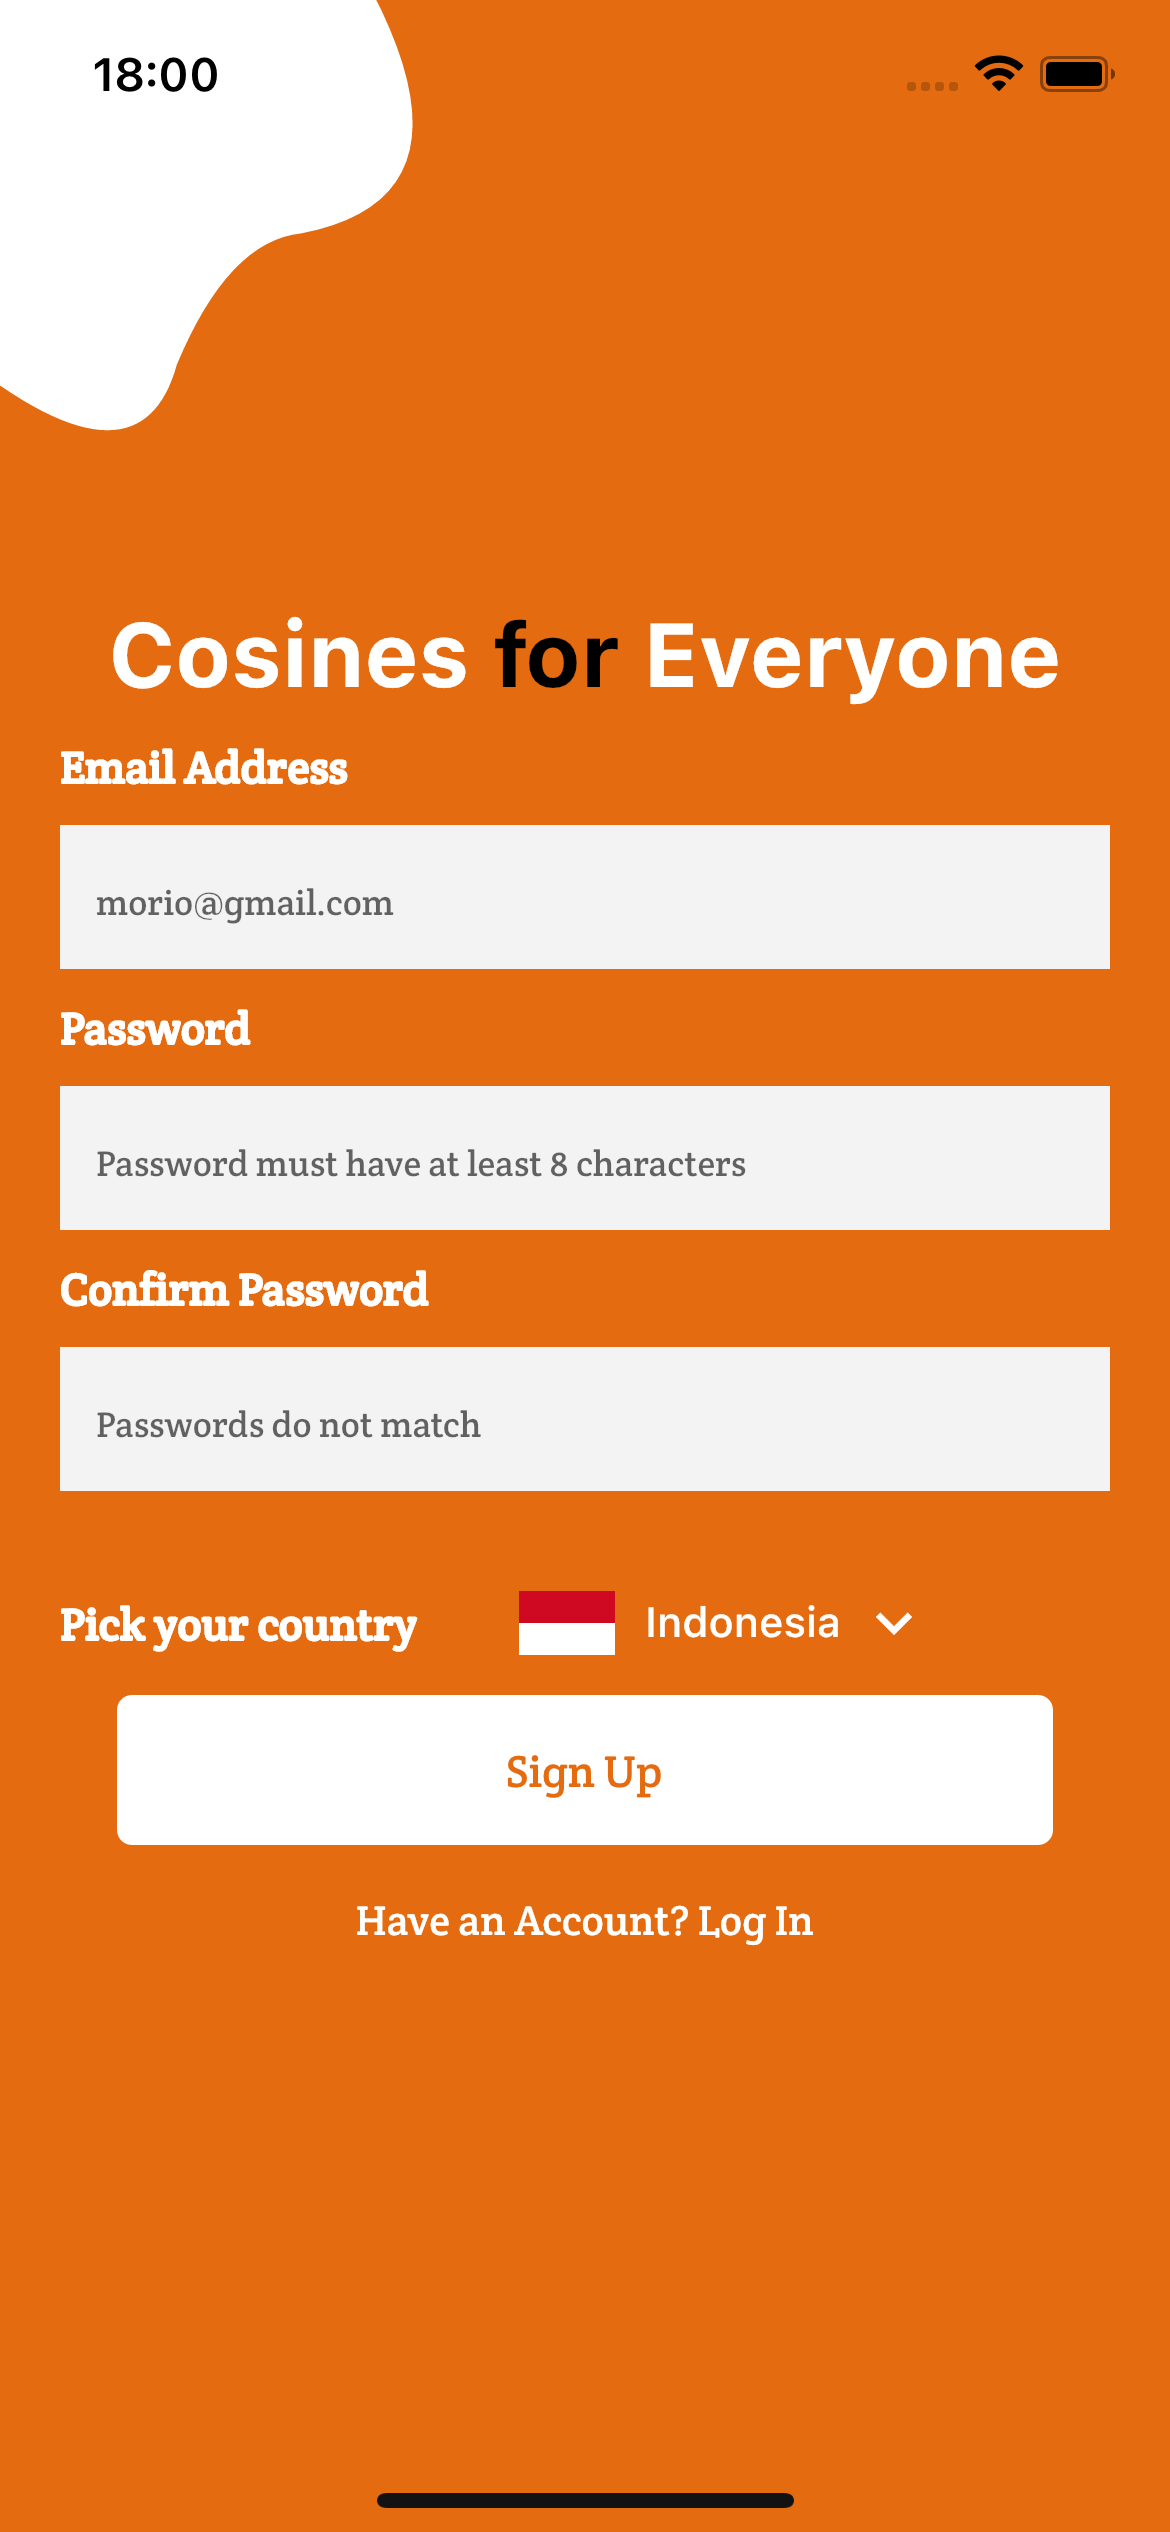 18:00
Cosines for Everyone
Email Address
morio@gmail.com
Password
Password must have at least 8 characters
Confirm Password
Passwords do not match
Pick your country
Indonesia
Sign Up
Have an Account? Log In